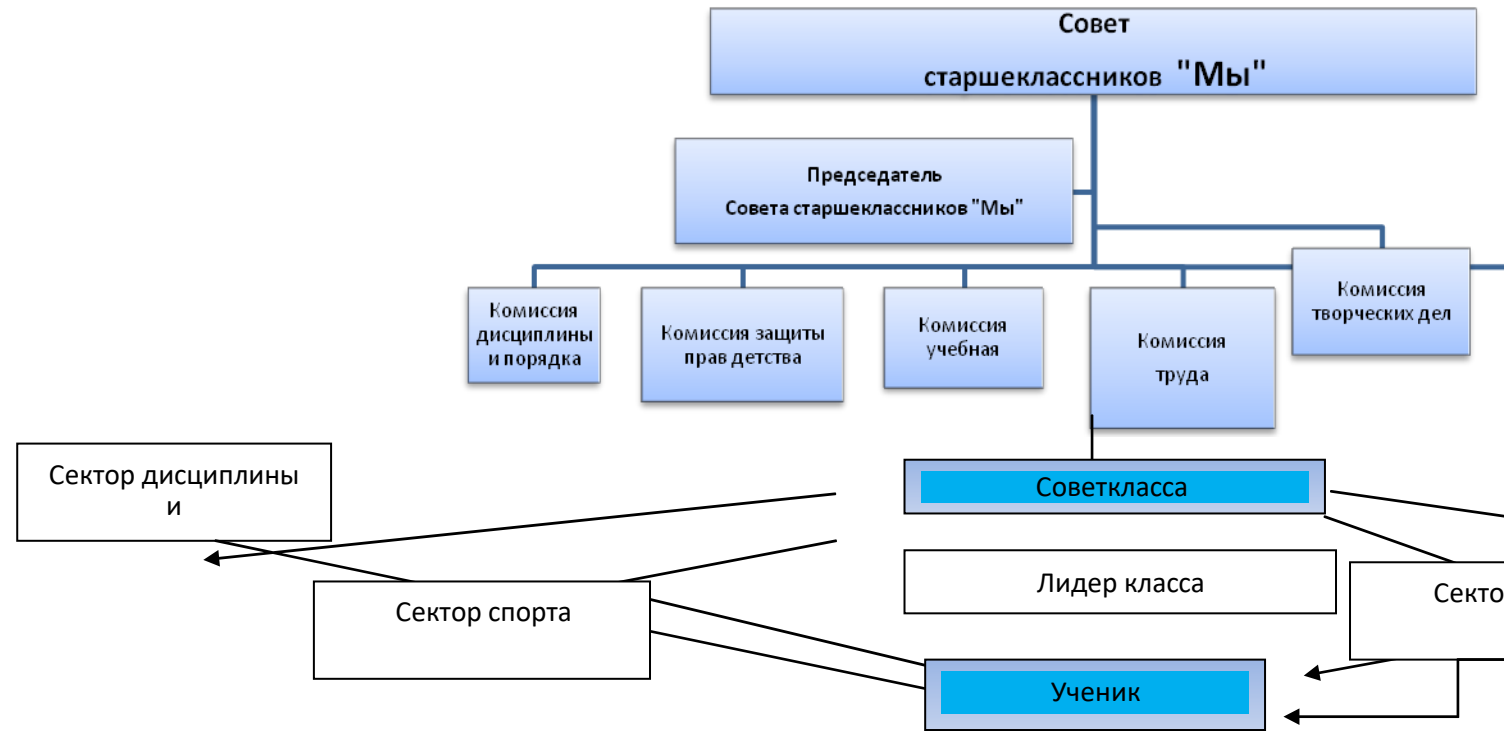 Совет
старшеклассников "Мы"
Председатель
Совета старшеклассников "Мы"
Комиссия
дисциплины
и порядка
Комиссия защиты
прав детства
Комиссия
учебная
Комиссия
труда
Комиссия
творческих дел
Сектор дисциплины
и
Советкласса
Лидер класса
Сектор спорта
Секто
Ученик